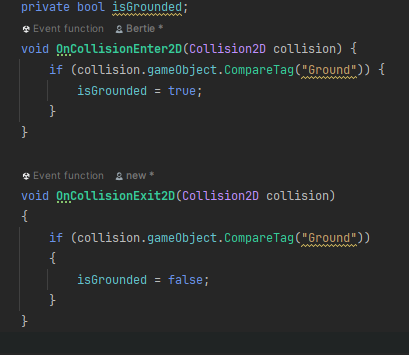 private bool isGrounded;
Event function Bertie *
void OnCollisionEnter2D(Collision2D collision) {
    if (collision.gameObject.CompareTag("Ground")) {
        isGrounded = true;
    }
}
Event function new *
void OnCollisionExit2D(Collision2D collision)
{
    if (collision.gameObject.CompareTag("Ground"))
    {
        isGrounded = false;
    }
}